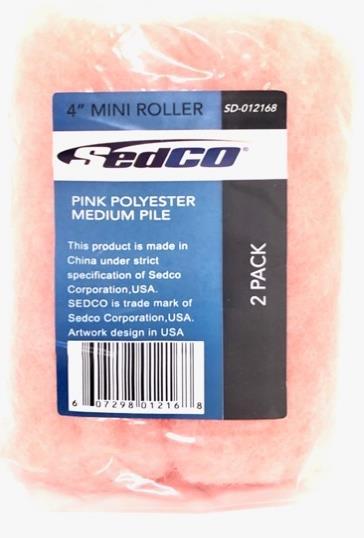 4" MINI ROLLER SD-012168
SEDCO®
PINK POLYESTER
MEDIUM PILE
This product is made in
China under strict
specification of Sedco
Corporation,USA.
SEDCO is trade mark of
Sedco Corporation,USA.
Artwork design in USA
2 PACK
6 07298 01216 8